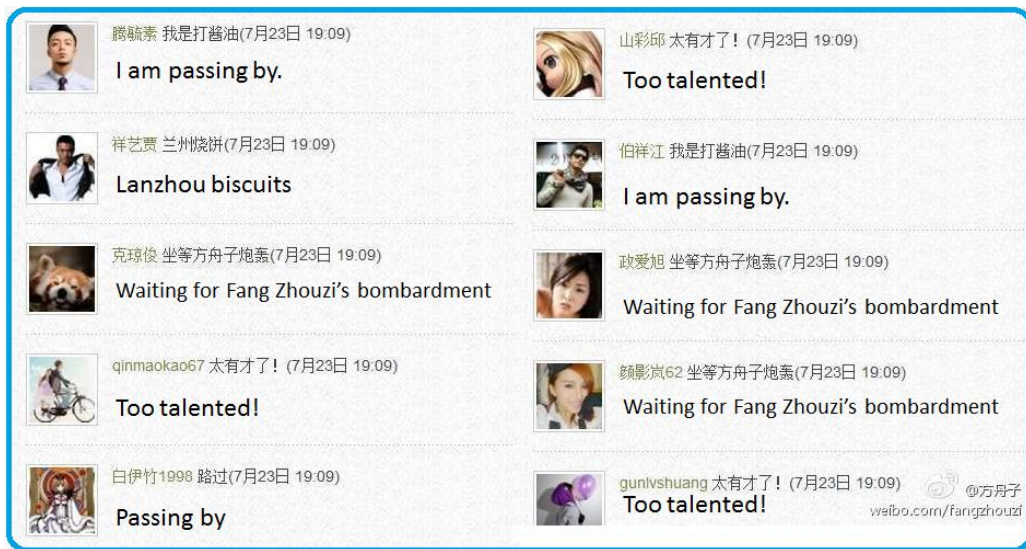 腾毓素 我是打酱油(7月23日 19:09)
I am passing by.
祥艺贾 兰州烧饼(7月23日 19:09)
Lanzhou biscuits
克琼俊 坐等方舟子炮轰(7月23日 19:09)
Waiting for Fang Zhouzi’s bombardment
qinmaokao67 太有才了！(7月23日 19:09)
Too talented!
白伊竹1998 路过(7月23日 19:09)
Passing by
山彩邱 太有才了！(7月23日 19:09)
Too talented!
伯祥江 我是打酱油(7月23日 19:09)
I am passing by.
政爱旭 坐等方舟子炮轰(7月23日 19:09)
Waiting for Fang Zhouzi’s bombardment
颜影岚62 坐等方舟子炮轰(7月23日 19:09)
Waiting for Fang Zhouzi’s bombardment
gunlvshuang 太有才了！(7月23日 19:09)
Too talented!
@方舟子
weibo.com/fangzhouzi